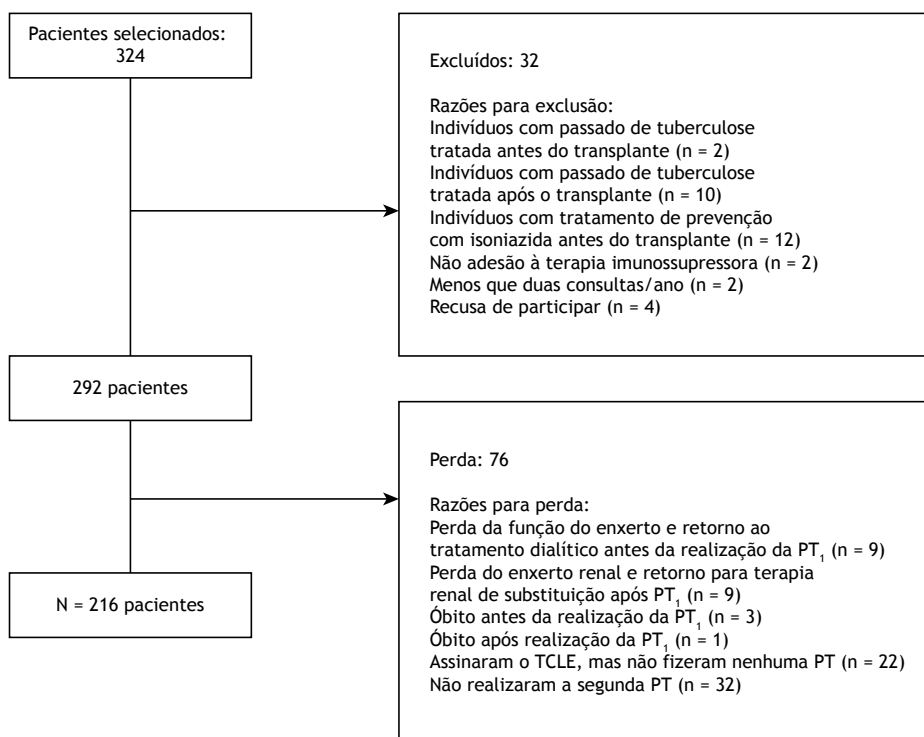 Pacientes selecionados:
324
Excluídos: 32
Razões para exclusão:
Indivíduos com passado de tuberculose
tratada antes do transplante (n = 2)
Indivíduos com passado de tuberculose
tratada após o transplante (n = 10)
Indivíduos com tratamento de prevenção
com isoniazida antes do transplante (n = 12)
Não adesão à terapia imunossupressora (n = 2)
Menos que duas consultas/ano (n = 2)
Recusa de participar (n = 4)
292 pacientes
Perda: 76
Razões para perda:
Perda da função do enxerto e retorno ao
tratamento dialítico antes da realização da PT₁ (n = 9)
Perda do enxerto renal e retorno para terapia
renal de substituição após PT₁ (n = 9)
Óbito antes da realização da PT₁ (n = 3)
Óbito após realização da PT₁ (n = 1)
Assinaram o TCLE, mas não fizeram nenhuma PT (n = 22)
Não realizaram a segunda PT (n = 32)
N = 216 pacientes